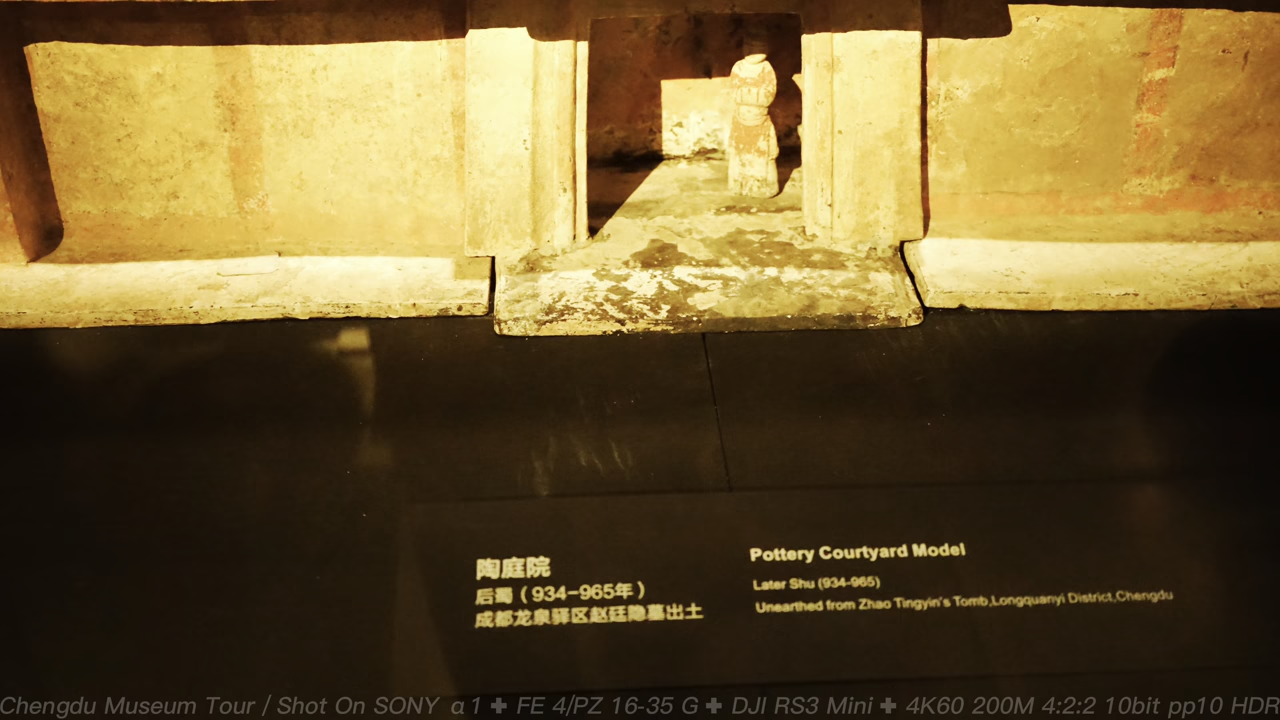 陶庭院
后蜀（934-965年）
成都龙泉驿区赵廷隐墓出土
Pottery Courtyard Model
Later Shu (934-965)
Unearthed from Zhao Tingyin's Tomb,Longquanyi District,Chengdu
Chengdu Museum Tour / Shot On SONY α1 ✚ FE 4/PZ 16-35 G ✚ DJI RS3 Mini ✚ 4K60 200M 4:2:2 10bit pp10 HDR